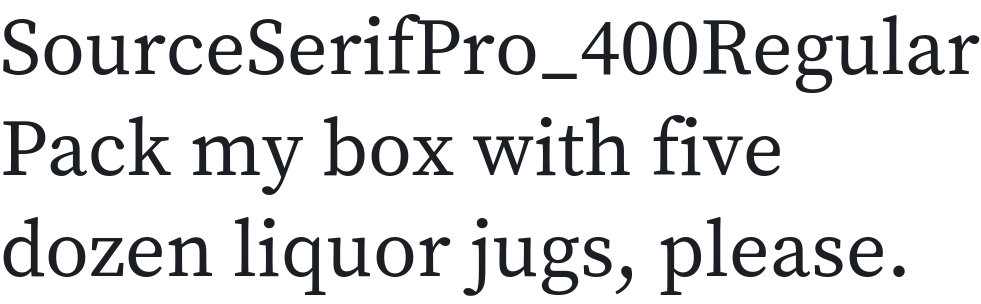 SourceSerifPro_400Regular
Pack my box with five
dozen liquor jugs, please.